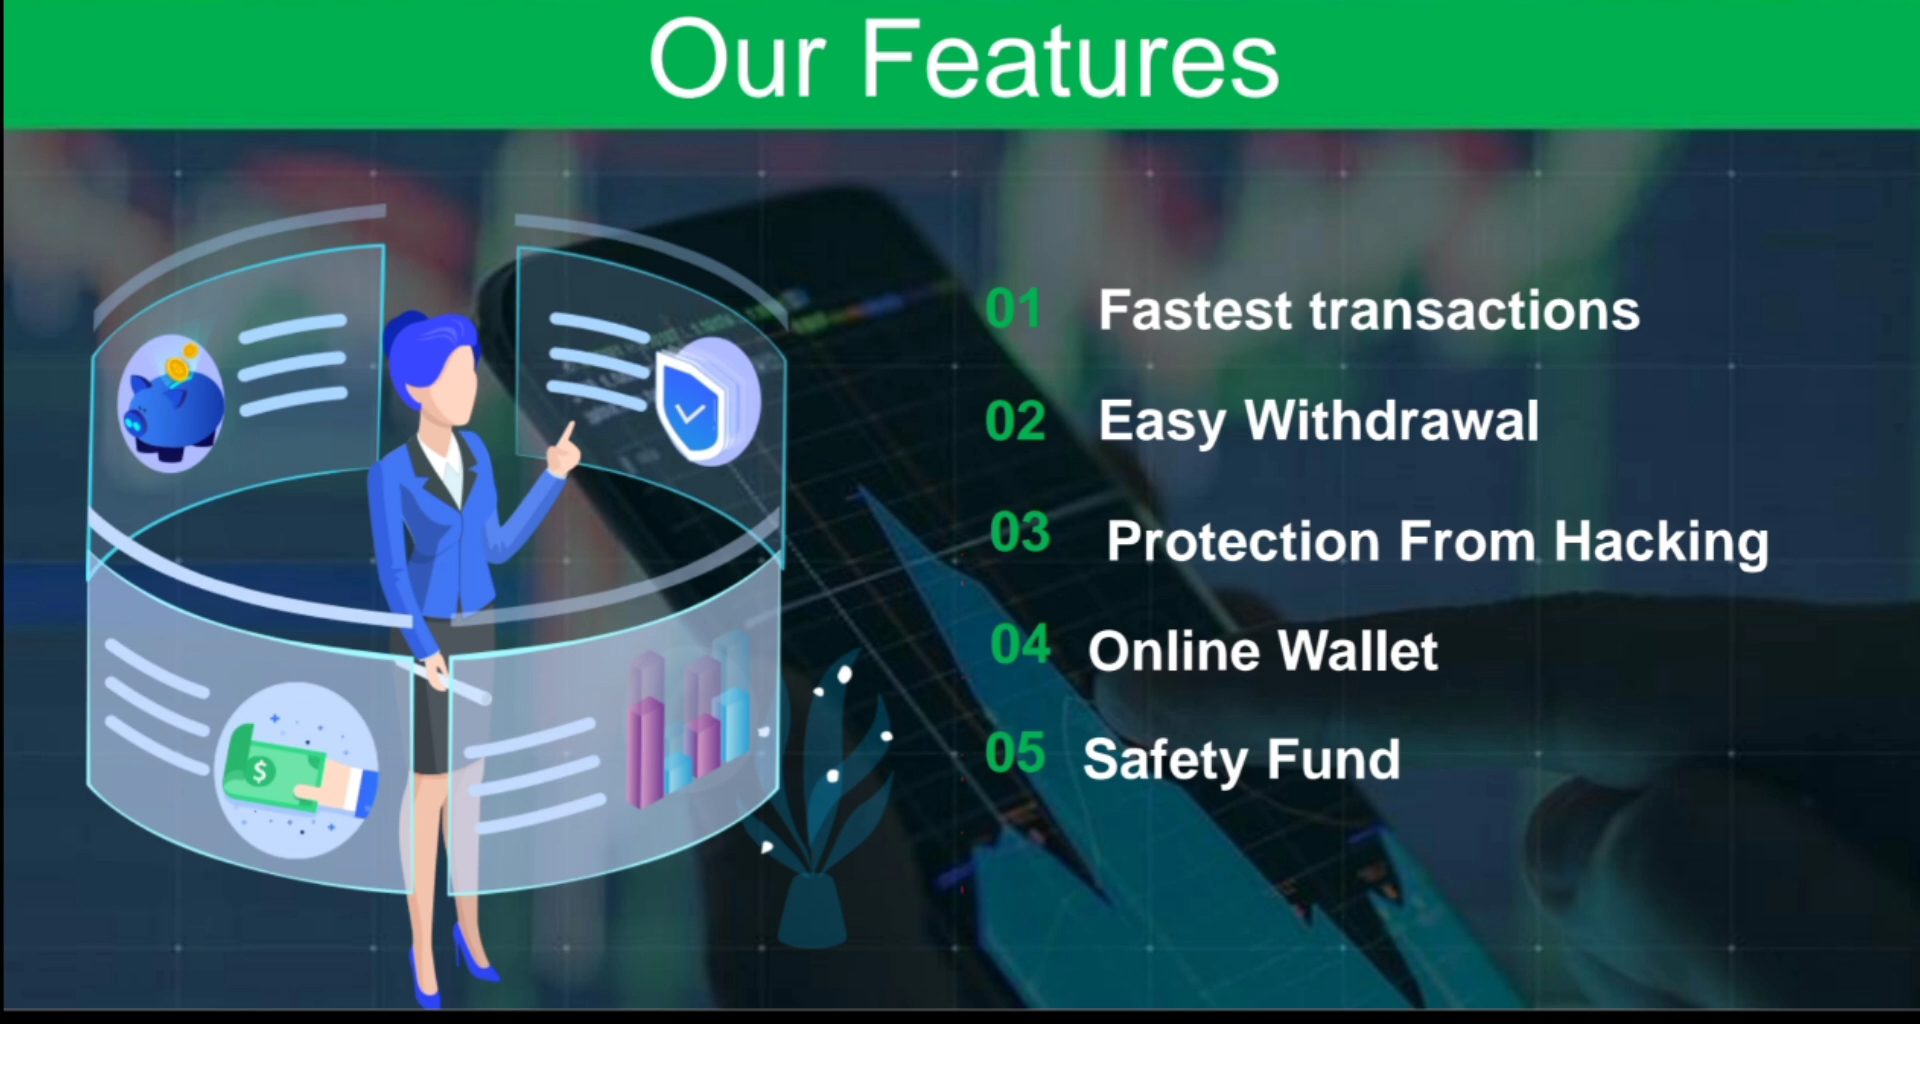 Our Features
01 Fastest transactions
02 Easy Withdrawal
03 Protection From Hacking
04 Online Wallet
05 Safety Fund
$